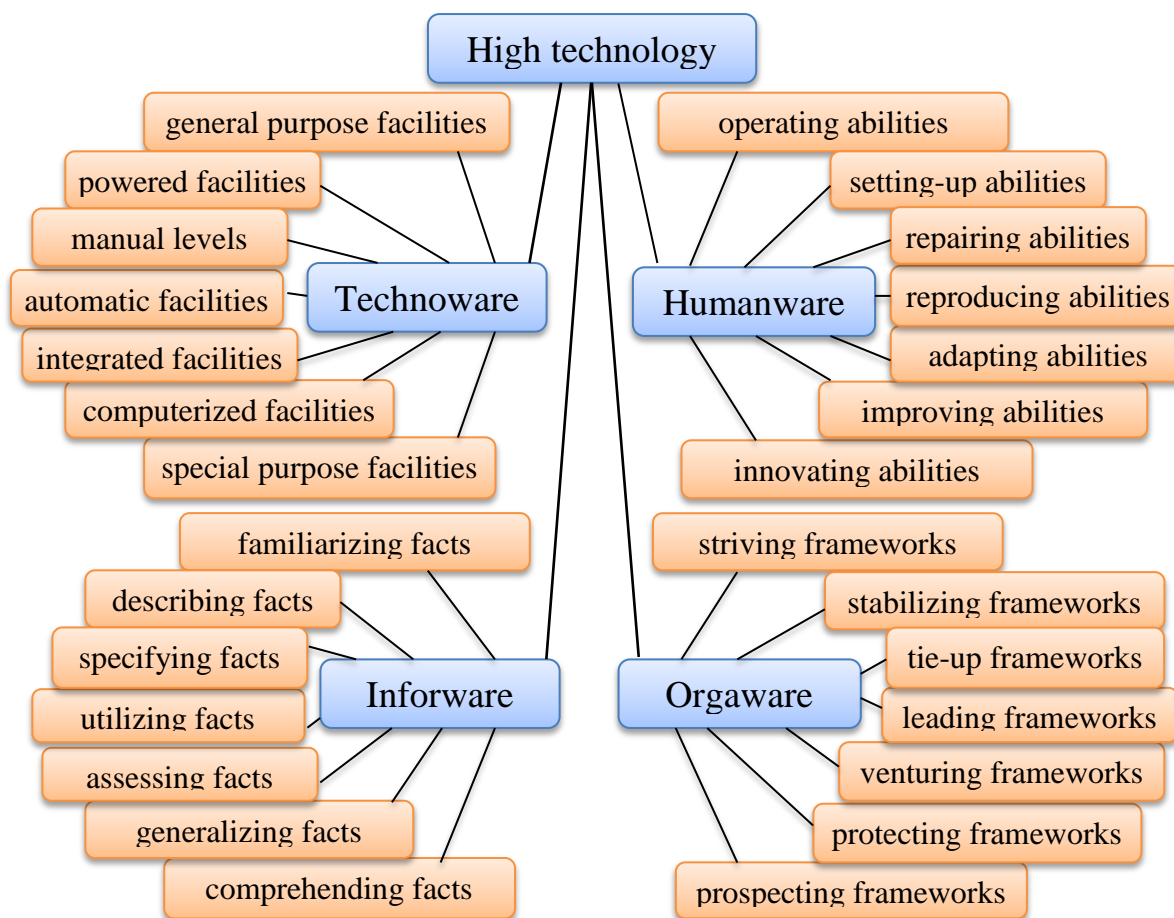 High technology
general purpose facilities
powered facilities
manual levels
automatic facilities
integrated facilities
computerized facilities
special purpose facilities
Technoware
operating abilities
setting-up abilities
repairing abilities
reproducing abilities
adapting abilities
improving abilities
innovating abilities
Humanware
familiarizing facts
describing facts
specifying facts
utilizing facts
assessing facts
generalizing facts
comprehending facts
Inforware
striving frameworks
stabilizing frameworks
tie-up frameworks
leading frameworks
venturing frameworks
protecting frameworks
prospecting frameworks
Orgaware